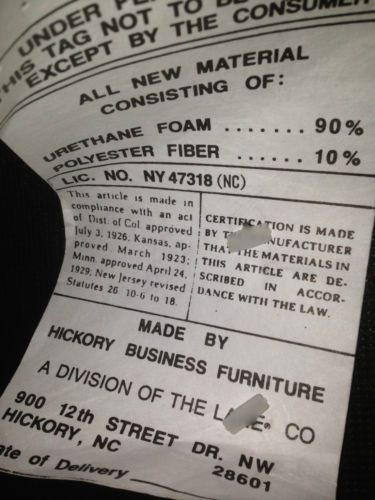 UNDER
THIS TAG NOT TO
EXCEPT BY THE CONSUMER
ALL NEW MATERIAL
CONSISTING OF:
URETHANE FOAM ....... 90%
POLYESTER FIBER ....... 10%
LIC. NO. NY 47318 (NC)
This article is made in
compliance with an act
of Dist. of Col. approved
July 3, 1926; Kansas, ap-
proved March 1923;
Minn. approved April 24,
1929; New Jersey revised
Statutes 26 10-6 to 18.
CERTIFICATION IS MADE
BY
THAT THE MATERIALS IN
THIS ARTICLE ARE DE-
SCRIBED IN ACCOR-
DANCE WITH THE LAW.
MADE BY
HICKORY BUSINESS FURNITURE
A DIVISION OF THE CO
900 12th STREET DR. NW
HICKORY, NC 28601
of Delivery